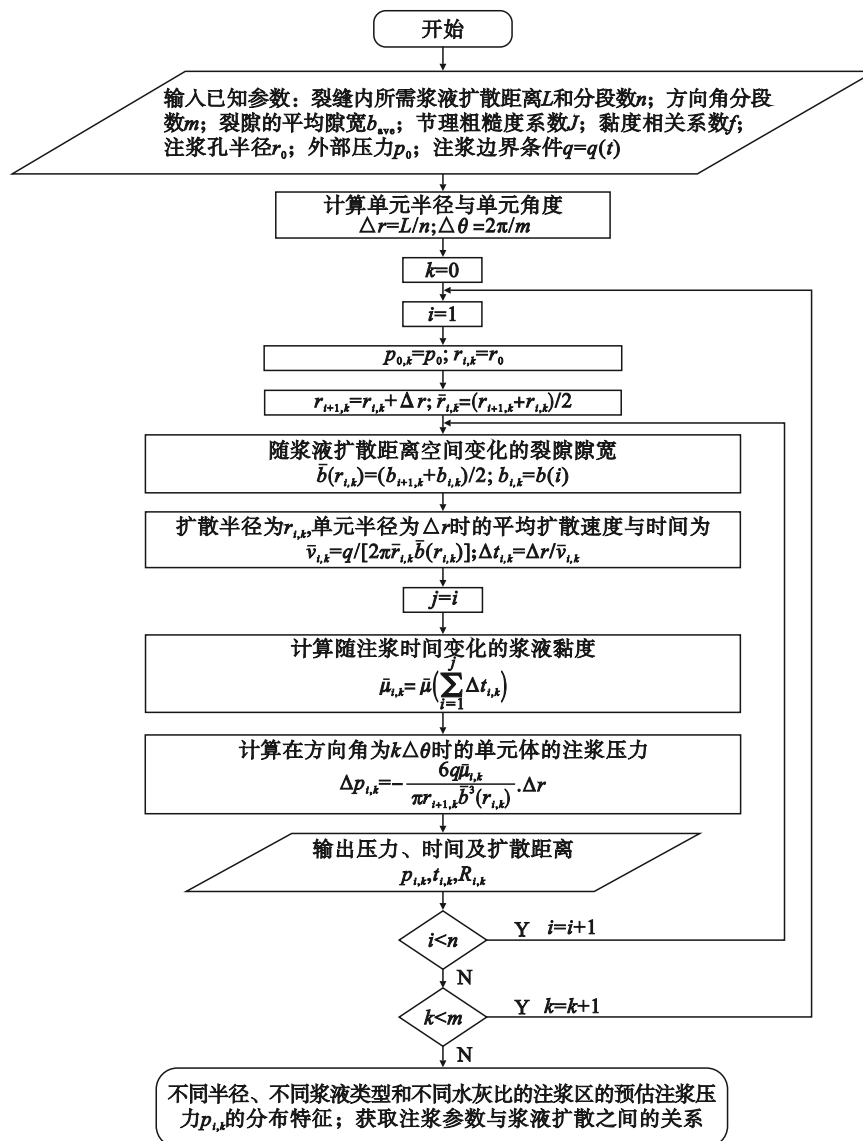 开始
输入已知参数：裂缝内所需浆液扩散距离L和分段数n；方向角分段
数m；裂隙的平均隙宽b_ave；节理粗糙度系数J；黏度相关系数f；
注浆孔半径r₀；外部压力p₀；注浆边界条件q=q(t)
计算单元半径与单元角度
△r=L/n;△θ=2π/m
k=0
i=1
p_{0,k}=p₀; r_{i,k}=r₀
r_{i+1,k}=r_{i,k}+Δr; r̄_{i,k}=(r_{i+1,k}+r_{i,k})/2
随浆液扩散距离空间变化的裂隙隙宽
b̄(r_{i,k})=(b_{i+1,k}+b_{i,k})/2; b_{i,k}=b(i)
扩散半径为r_{i,k},单元半径为△r时的平均扩散速度与时间为
v̄_{i,k}=q/[2πr̄_{i,k}b̄(r_{i,k})];Δt_{i,k}=Δr/v̄_{i,k}
j=i
计算随注浆时间变化的浆液黏度
μ̄_{i,k}=μ̄(∑_{i=1}^{j}Δt_{i,k})
计算在方向角为k△θ时的单元体的注浆压力
Δp_{i,k}=-6qμ̄_{i,k}/(πr_{i+1,k}b̄³(r_{i,k})).Δr
输出压力、时间及扩散距离
p_{i,k},t_{i,k},R_{i,k}
i<n
Y i=i+1
N
k<m
Y k=k+1
N
不同半径、不同浆液类型和不同水灰比的注浆区的预估注浆压
力p_{i,k}的分布特征；获取注浆参数与浆液扩散之间的关系